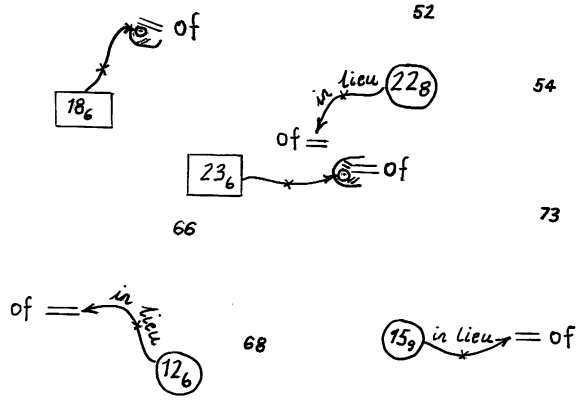 52
of
18₆
in lieu 22₈
54
of
23₆
of
73
66
of
in lieu
12₆
68
15₉ in lieu of